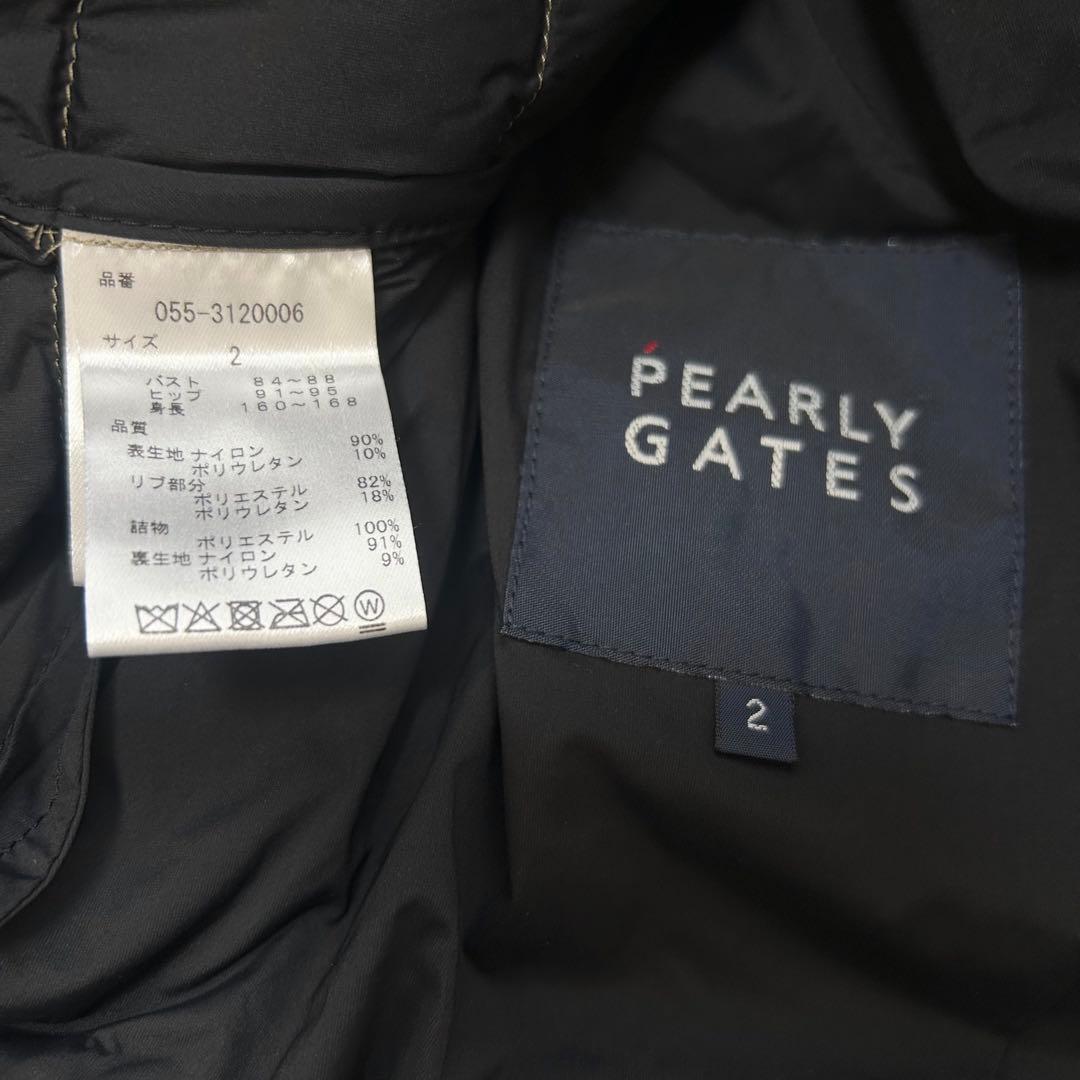 品番
055-3120006
サイズ
2
バスト 84～88
ヒップ 91～95
身長 160～168
品質
表生地 ナイロン 90%
ポリウレタン 10%
リブ部分
ポリエステル 82%
ポリウレタン 18%
詰物
ポリエステル 100%
裏生地 ナイロン 91%
ポリウレタン 9%
W
PEARLY
GATES
2